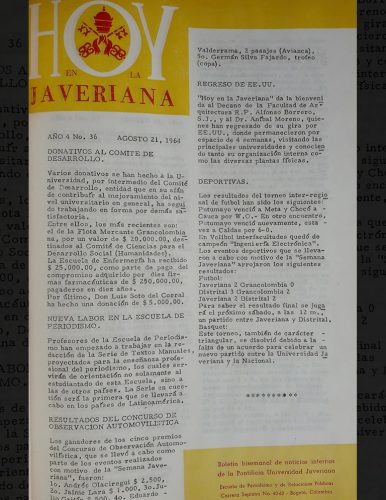 HOY
EN LA
JAVERIANA
AÑO 4 No. 36 AGOSTO 21, 1964
DONATIVOS AL COMITE DE
DESARROLLO.
Varios donativos se han hecho a la U-
niversidad, por intermedio del Comité
de Desarrollo, entidad que en su afán
de contribuir al mejoramiento del ni-
vel universitario en general, ha segui
do trabajando en forma por demás sa-
tisfactoria.
Entre ellos, los más recientes son:
el de la Flota Mercante Grancolombia
na, por un valor de $ 20,000.00, des-
tinados al Comité de Ciencias para el
Desarrollo Social (Humanidades).
La Escuela de Enfermería ha recibido
$ 25,000.00, como parte de pago del
compromiso adquirido por diez fir-
mas farmacéuticas de $ 250,000.00,
pagaderos en diez años.
Por último, Don Luis Soto del Corral
ha hecho una donación de $ 5,000.00.
NUEVA LABOR EN LA ESCUELA DE
PERIODISMO.
Profesores de la Escuela de Periodis-
mo han empezado a trabajar en la re-
dacción de la Serie de Textos Manuales,
proyectados para la enseñanza profe-
sional del periodismo, los cuales ser-
virán de orientación no solamente al
estudiantado de esta Escuela, sino a
las de otros países. La Serie en cues-
tión será la primera que se llevará a
cabo en los países de Latinoamérica.
RESULTADOS DEL CONCURSO DE
OBSERVACION AUTOMOVILISTICA
Los ganadores de los cinco premios
del Concurso de Observación Automo-
vilística, que se llevó a cabo como
parte de los eventos realizados
con motivo de la "Semana Jave-
riana", fueron:
1o. Andrés Olaciregui $ 2,500,
2o. Jaime Lara $ 1,500, 3o. Ju-
$ 500, 4o. Eduardo
Valderrama, 2 pasajes (Avianca),
5o. Germán Silva Fajardo, trofeo
(copa).
REGRESO DE EE.UU.
"Hoy en la Javeriana" da la bienveni
da al Decano de la Facultad de Ar-
quitectura R.P. Alfonso Borrero,
S.J., y al Dr. Aníbal Moreno, quie-
nes han regresado de su gira por
EE.UU., donde permanecieron por
espacio de 4 semanas, visitando las
principales universidades y conocien
do tanto su organización interna como
las diversas plantas físicas.
DEPORTIVAS.
Los resultados del torneo inter-regio
nal de futbol han sido los siguientes:
Putumayo venció a Meta y Chocó a
Cauca por W.O.- En otro encuentro,
Putumayo venció nuevamente, esta
vez a Caldas por 6-0.
En Volibol interfacultades quedó de
campeón "Ingeniería Electrónica".
Los eventos deportivos que se lleva-
ron a cabo con motivo de la "Semana
Javeriana" arrojaron los siguientes
resultados:
Futbol:
Javeriana 2 Grancolombia 0
Distrital 3 Grancolombia 2
Javeriana 2 Distrital 2
Para saber el resultado final se juga
rá el próximo sábado, a las 12 m.,
un partido entre Javeriana y Distrital.
Basquet:
Este torneo, también de carácter
triangular, se disolvió debido a la
falta de acuerdo para celebrar un
nuevo partido entre la Universidad Ja
veriana y la Nacional.
* * * * * * * * * * * * * * *
Boletín bisemanal de noticias internas
de la Pontificia Universidad Javeriana
Escuela de Periodismo y de Relaciones Públicas
Carrera Séptima No 4062 - Bogotá, Colombia